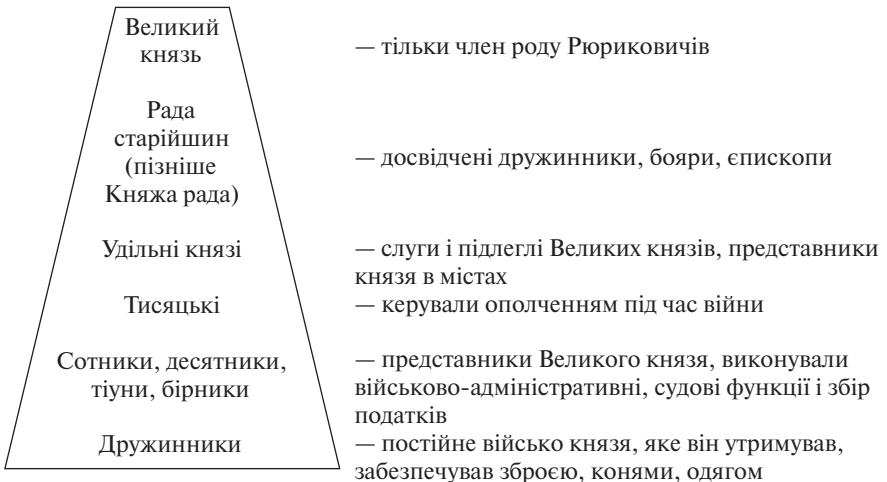 Великий
князь
— тільки член роду Рюриковичів
Рада
старійшин
(пізніше
Княжа рада)
— досвідчені дружинники, бояри, єпископи
Удільні князі
— слуги і підлеглі Великих князів, представники
князя в містах
Тисяцькі
— керували ополченням під час війни
Сотники, десятники,
тіуни, бірники
— представники Великого князя, виконували
військово-адміністративні, судові функції і збір
податків
Дружинники
— постійне військо князя, яке він утримував,
забезпечував зброєю, конями, одягом